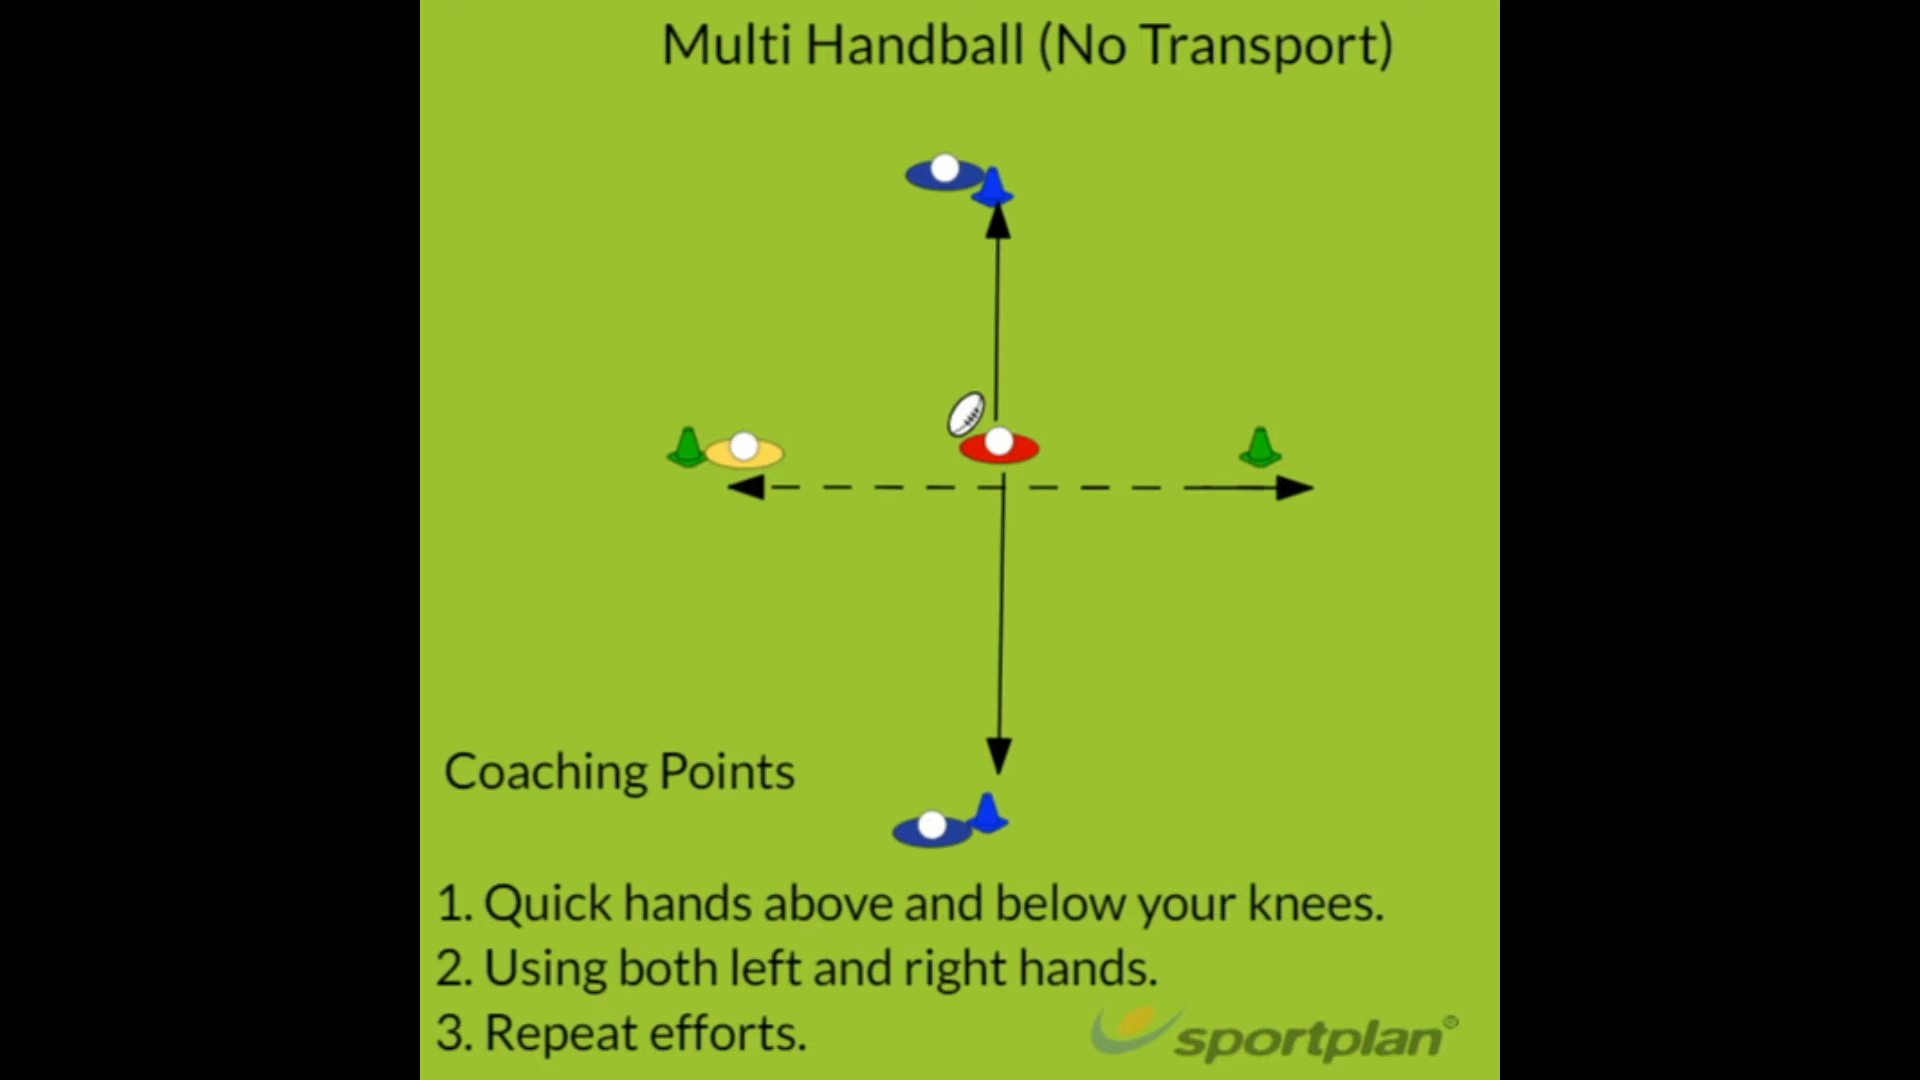 Multi Handball (No Transport)
Coaching Points
1. Quick hands above and below your knees.
2. Using both left and right hands.
3. Repeat efforts.
sportplan